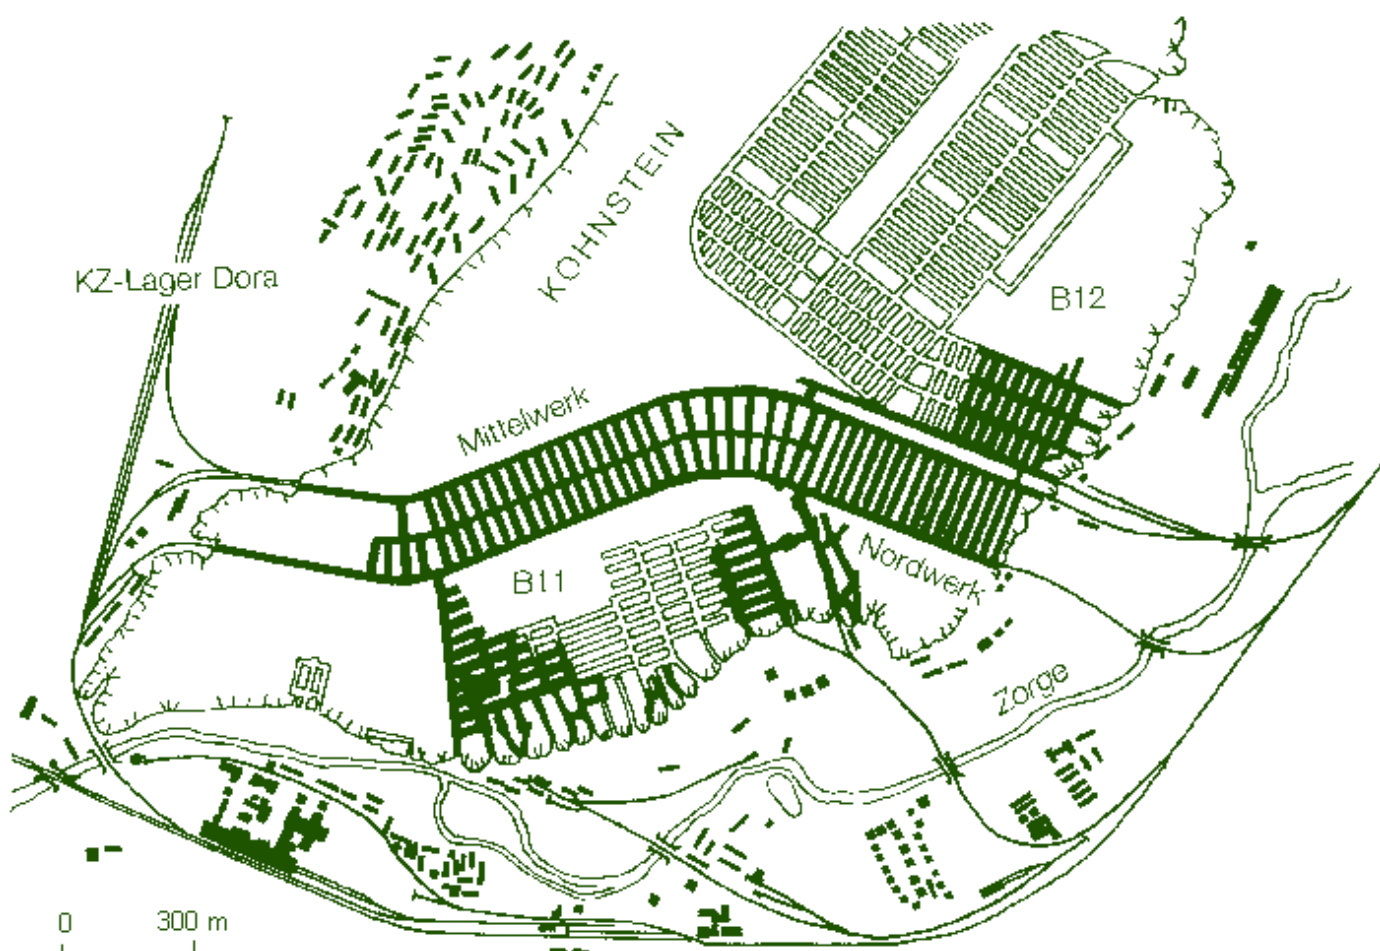 KOHNSTEIN
KZ-Lager Dora
B12
Mittelwerk
B11
Nordwerk
Zorge
0 300 m